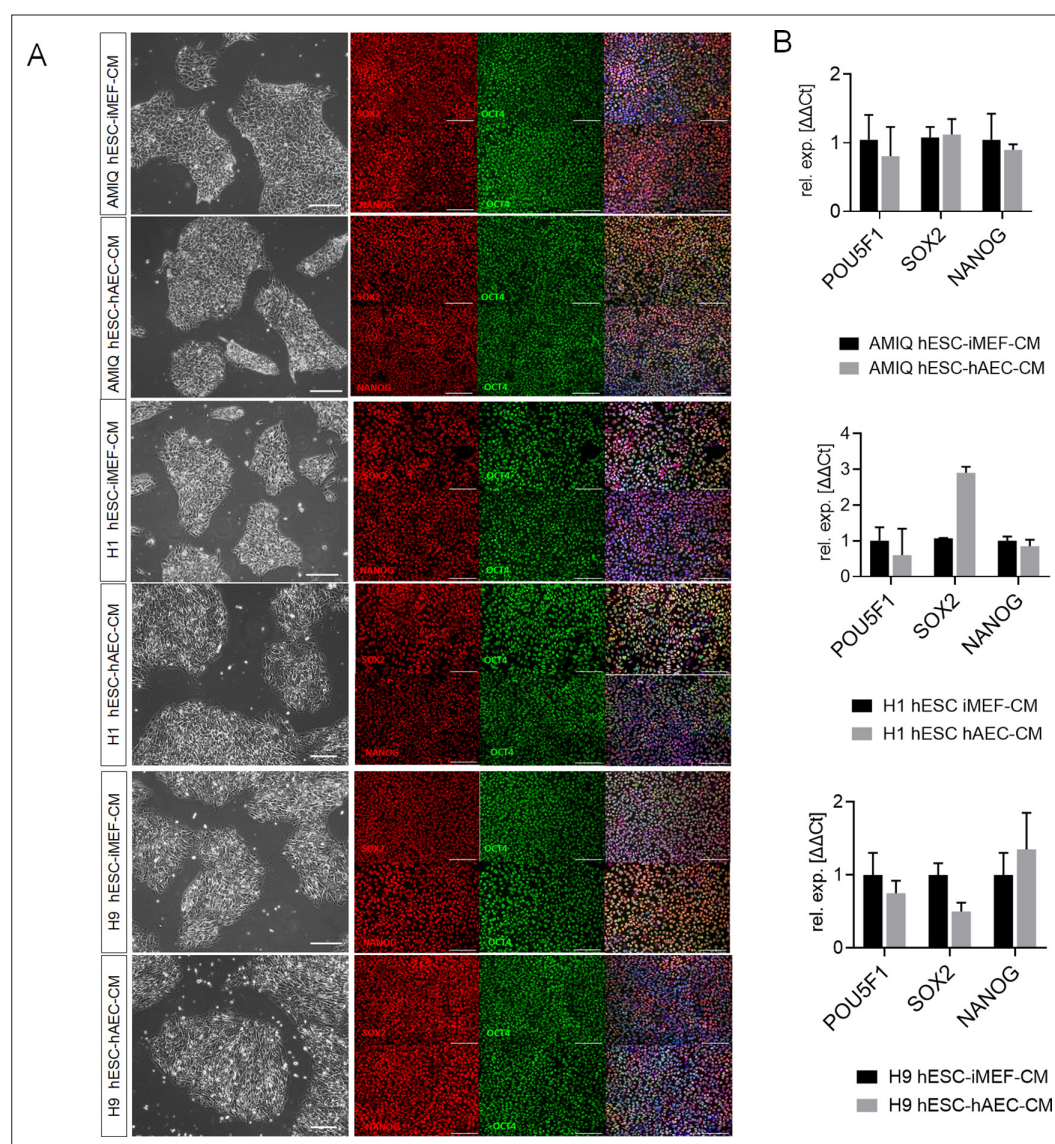 A
AMIQ hESC-iMEF-CM
SOX2
OCT4
NANOG
OCT4
AMIQ hESC-hAEC-CM
SOX2
OCT4
NANOG
OCT4
H1 hESC-iMEF-CM
SOX2
OCT4
NANOG
OCT4
H1 hESC-hAEC-CM
SOX2
OCT4
NANOG
OCT4
H9 hESC-iMEF-CM
SOX2
OCT4
NANOG
OCT4
H9 hESC-hAEC-CM
SOX2
OCT4
NANOG
OCT4
B
rel. exp. [ΔΔCt]
2
1
0
POU5F1
SOX2
NANOG
AMIQ hESC-iMEF-CM
AMIQ hESC-hAEC-CM
rel. exp. [ΔΔCt]
4
3
2
1
0
POU5F1
SOX2
NANOG
H1 hESC iMEF-CM
H1 hESC hAEC-CM
rel. exp. [ΔΔCt]
2
1
0
POU5F1
SOX2
NANOG
H9 hESC-iMEF-CM
H9 hESC-hAEC-CM